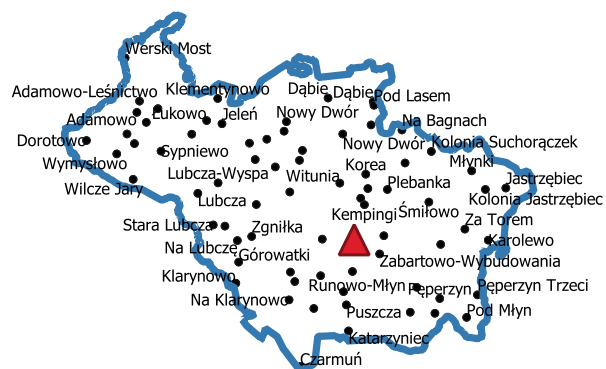 Werski Most
Adamowo-Leśnictwo
Klementynowo
Dąbie
Dąbie
Pod Lasem
Adamowo
Łukowo
Jeleń
Nowy Dwór
Na Bagnach
Dorotowo
Sypniewo
Nowy Dwór
Kolonia Suchorączek
Wymysłowo
Lubcza-Wyspa
Witunia
Korea
Młynki
Wilcze Jary
Plebanka
Jastrzębiec
Lubcza
Kempingi
Śmiłowo
Kolonia Jastrzębiec
Stara Lubcza
Zgniłka
Za Torem
Na Lubczę
Górowatki
Karolewo
Zabartowo-Wybudowania
Klarynowo
Runowo-Młyn
Pęperzyn
Pęperzyn Trzeci
Na Klarynowo
Puszcza
Pod Młyn
Katarzyniec
Czarmuń